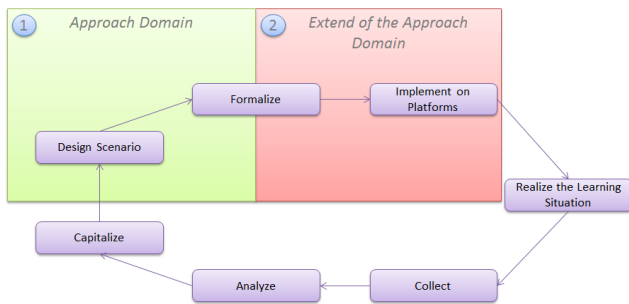 1
Approach Domain
2
Extend of the Approach
Domain
Formalize
Implement on
Platforms
Design Scenario
Realize the Learning
Situation
Capitalize
Analyze
Collect